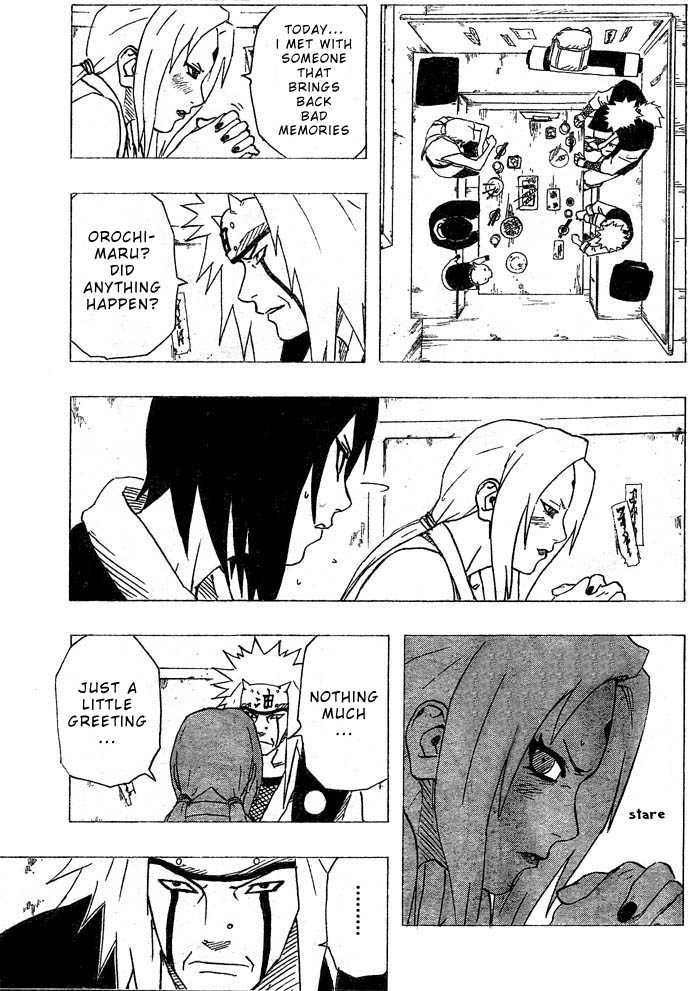 TODAY...
I MET WITH
SOMEONE
THAT
BRINGS
BACK
BAD
MEMORIES
OROCHI-
MARU?
DID
ANYTHING
HAPPEN?
NOTHING
MUCH...
JUST A
LITTLE
GREETING
...
stare
油
..........